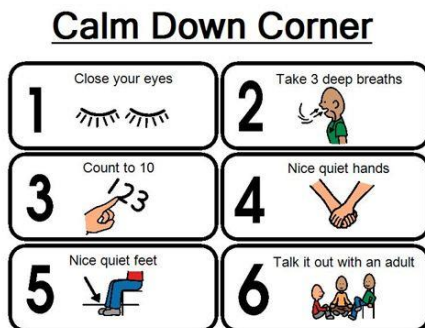 Calm Down Corner
1 Close your eyes
2 Take 3 deep breaths
3 Count to 10
123
4 Nice quiet hands
5 Nice quiet feet
6 Talk it out with an adult